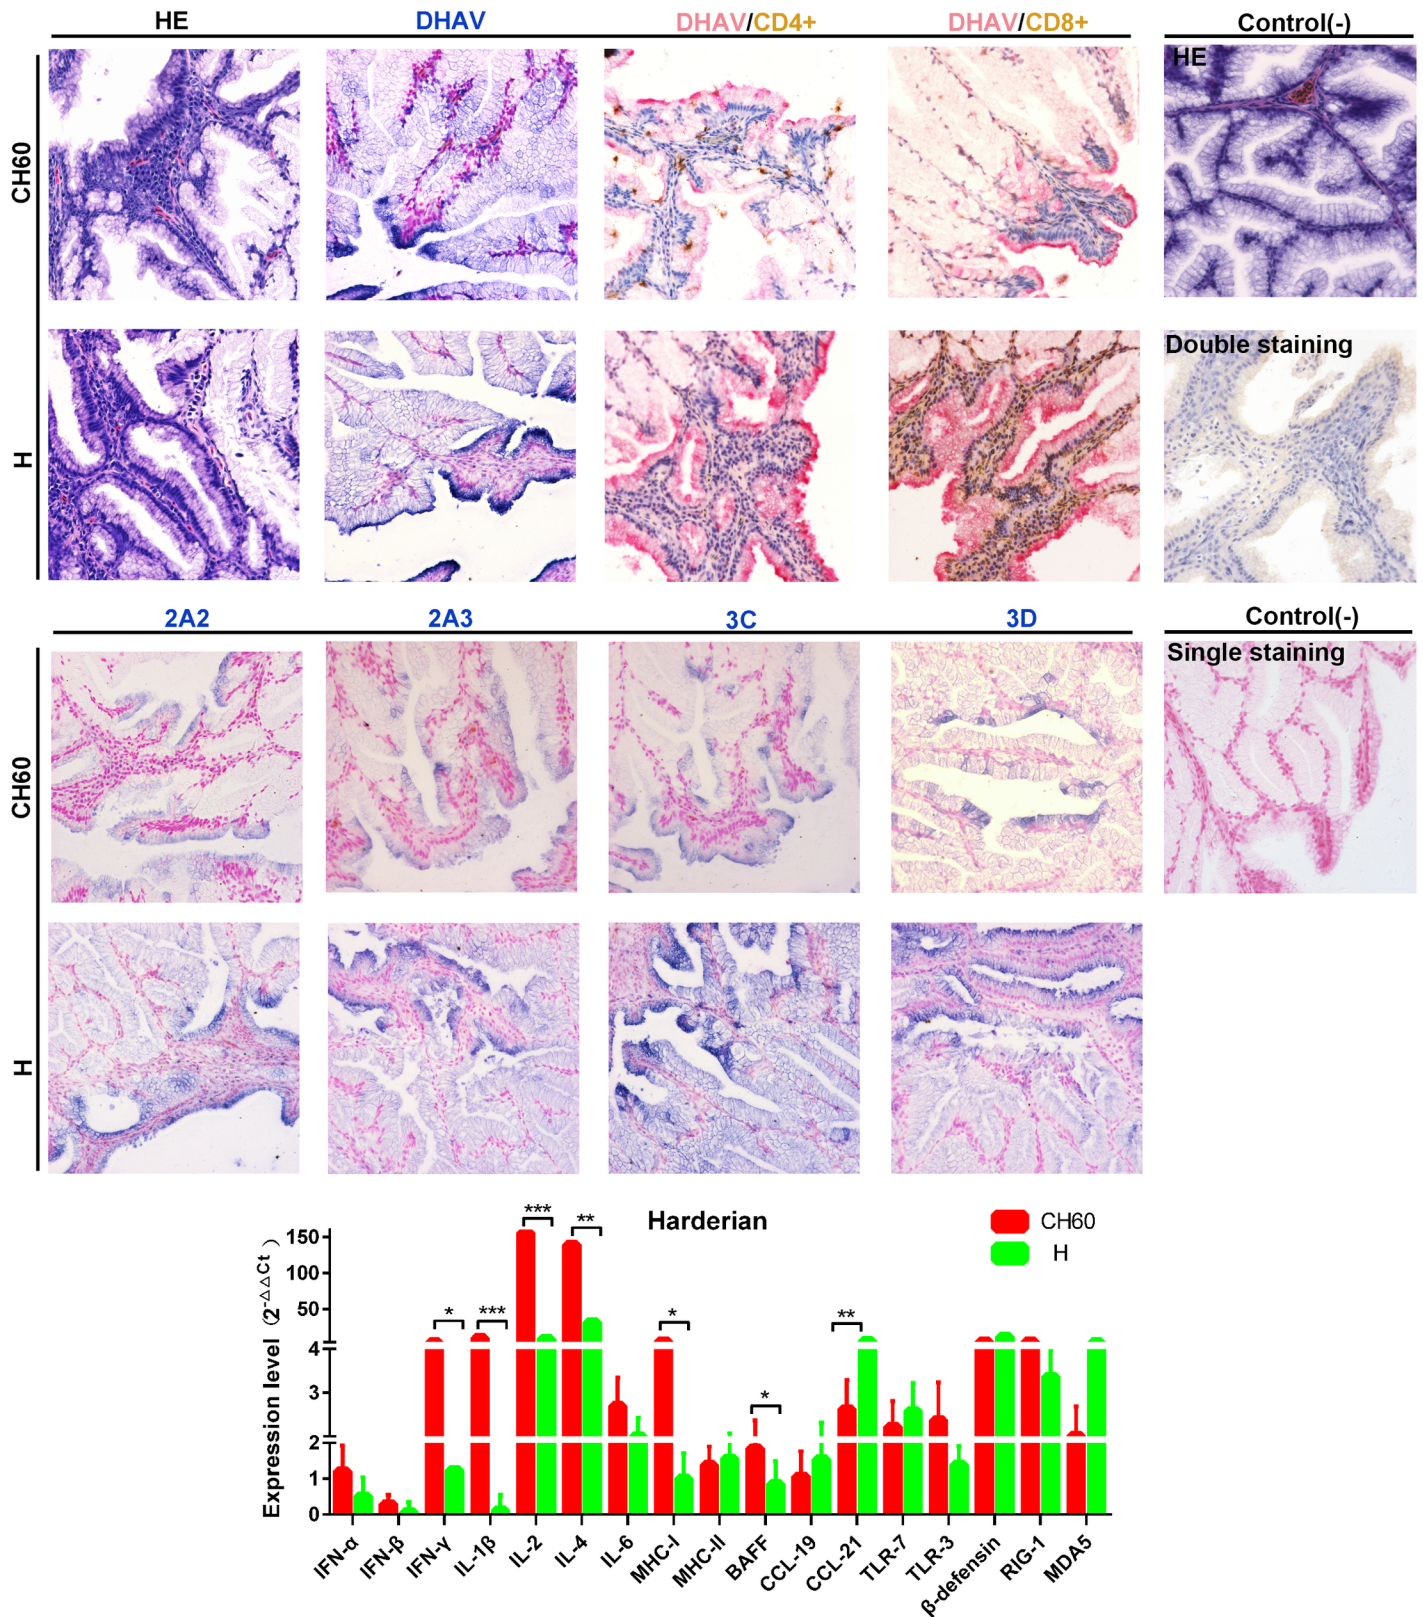 HE DHAV DHAV/CD4+ DHAV/CD8+ Control(-)
CH60
HE
H
Double staining
2A2 2A3 3C 3D Control(-)
CH60
Single staining
H
Harderian
CH60
H
Expression level (2^-△△Ct)
150
100
50
4
3
2
1
0
*
***
***
**
*
*
**
IFN-α IFN-β IFN-γ IL-1β IL-2 IL-4 IL-6 MHC-I MHC-II BAFF CCL-19 CCL-21 TLR-7 TLR-3 β-defensin RIG-1 MDA5